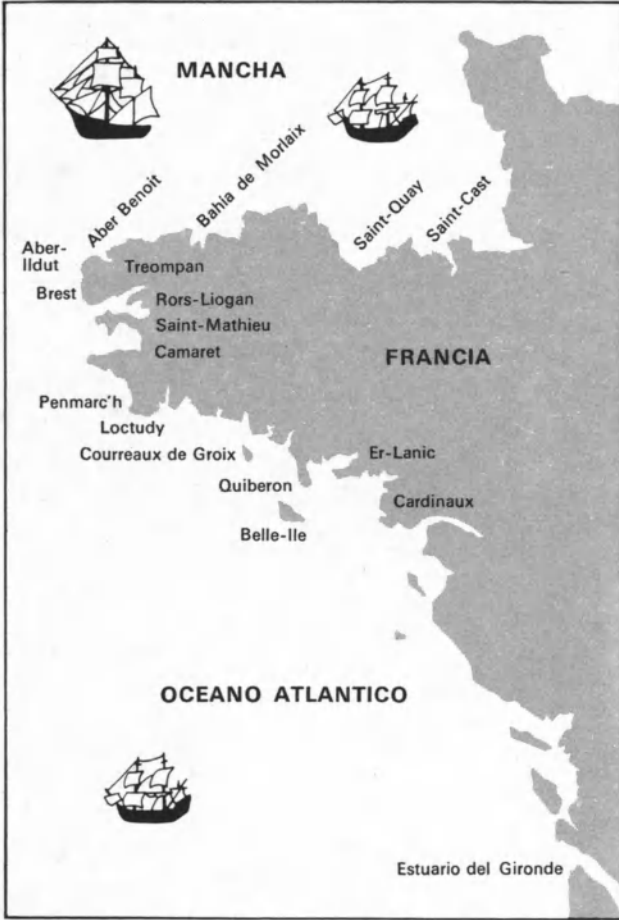 MANCHA
Aber Benoit
Bahia de Morlaix
Saint-Quay
Saint-Cast
Aber-
Ildut
Treompan
Brest
Rors-Liogan
Saint-Mathieu
Camaret
FRANCIA
Penmarc'h
Loctudy
Courreaux de Groix
Er-Lanic
Quiberon
Cardinaux
Belle-Ile
OCEANO ATLANTICO
Estuario del Gironde